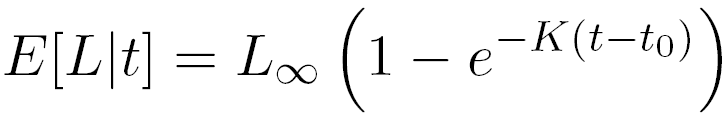 E[L|t] = L_∞ (1 − e^{−K(t−t_0)})